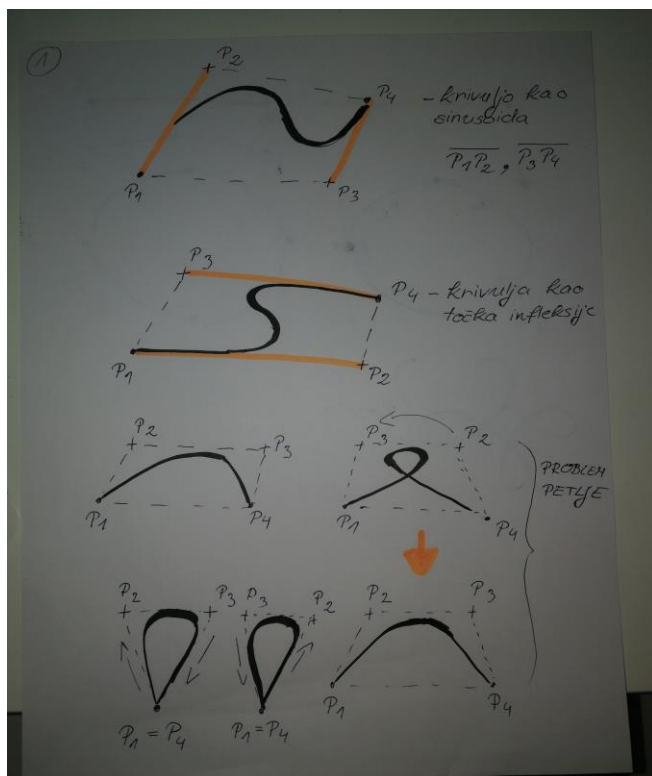 1
P2
P4
- krivulja kao
sinusoida
P1P2, P3P4
P1
P3
P3
P4 - krivulja kao
točka infleksije
P1
P2
P2
P3
P3
P2
PROBLEM
PETLJE
P1
P4
P1
P4
P2
P3
P3
P2
P2
P3
P1
P4
P1 = P4
P1 = P4